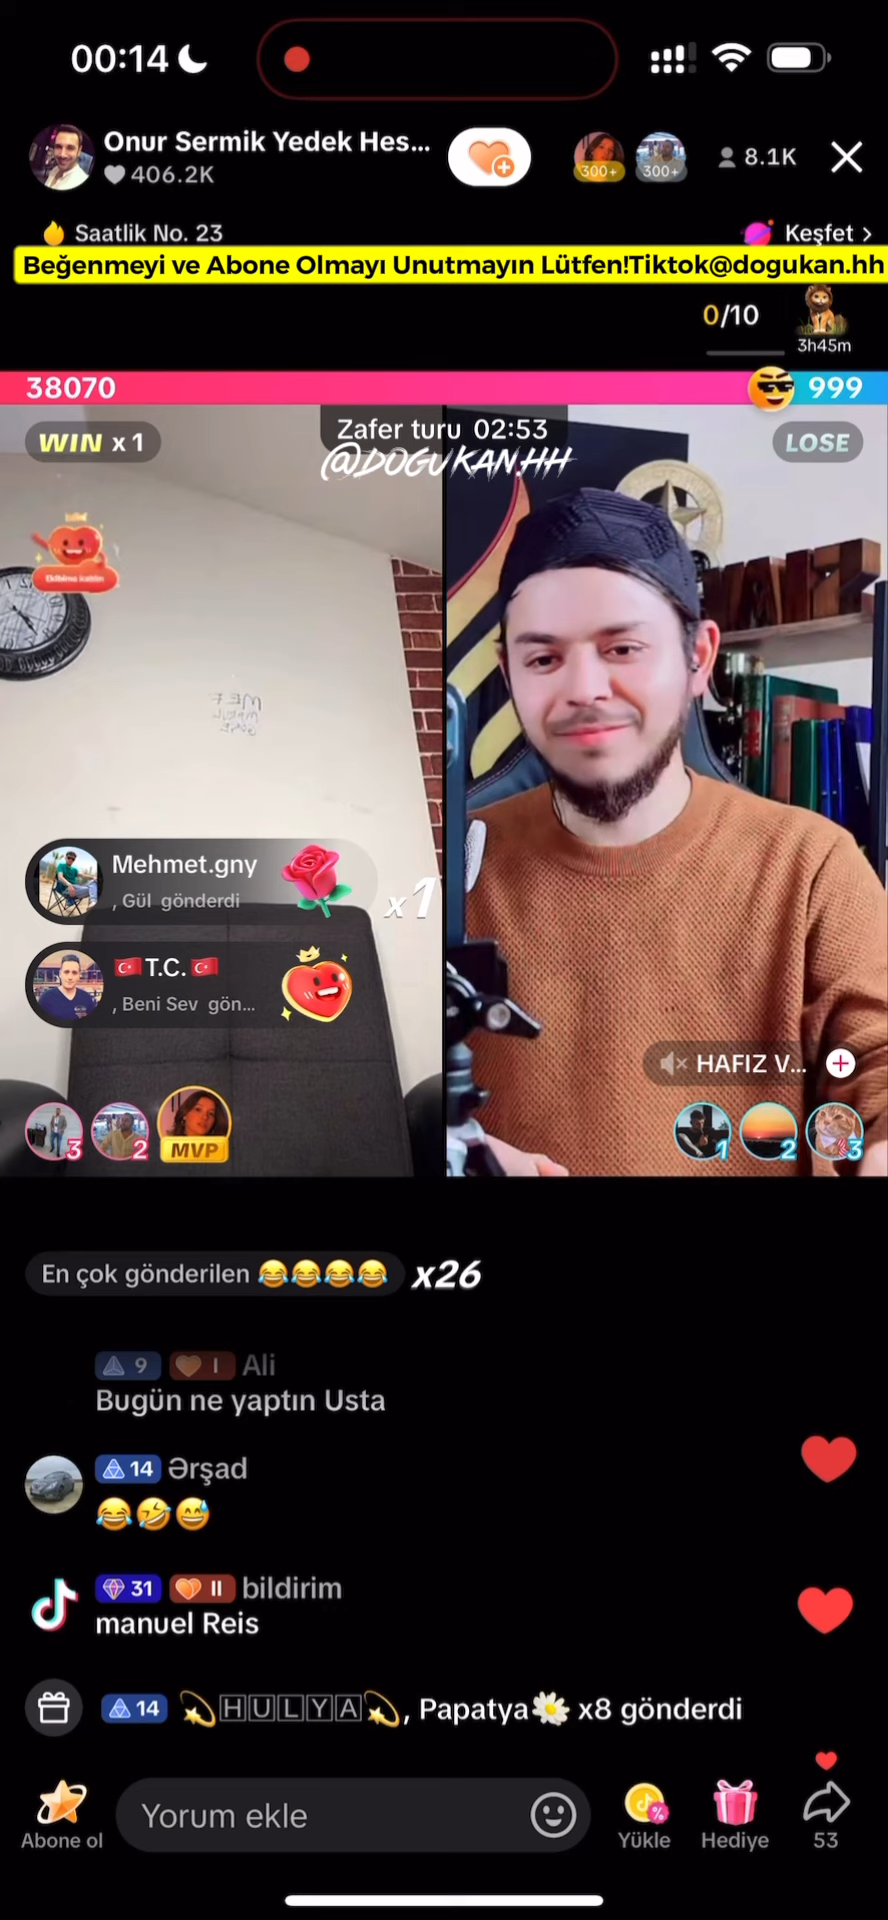 00:14
Onur Sermik Yedek Hes...
406.2K
300+
300+
8.1K
Saatlik No. 23
Keşfet >
Beğenmeyi ve Abone Olmayı Unutmayın Lütfen!Tiktok@dogukan.hh
0/10
3h45m
38070
999
WIN x 1
Zafer turu 02:53
LOSE
@DOGUKAN.HH
Mehmet.gny
, Gül gönderdi
x1
🇹🇷T.C.🇹🇷
, Beni Sev gön...
HAFIZ V...
3
2
MVP
1
2
3
En çok gönderilen 😂😂😂😂 x26
9 I Ali
Bugün ne yaptın Usta
14 Ərşad
😂🤣😅
31 II bildirim
manuel Reis
14 💫🄷🅄🄻🅈🄰💫, Papatya🌼 x8 gönderdi
Abone ol
Yorum ekle
Yükle
Hediye
53